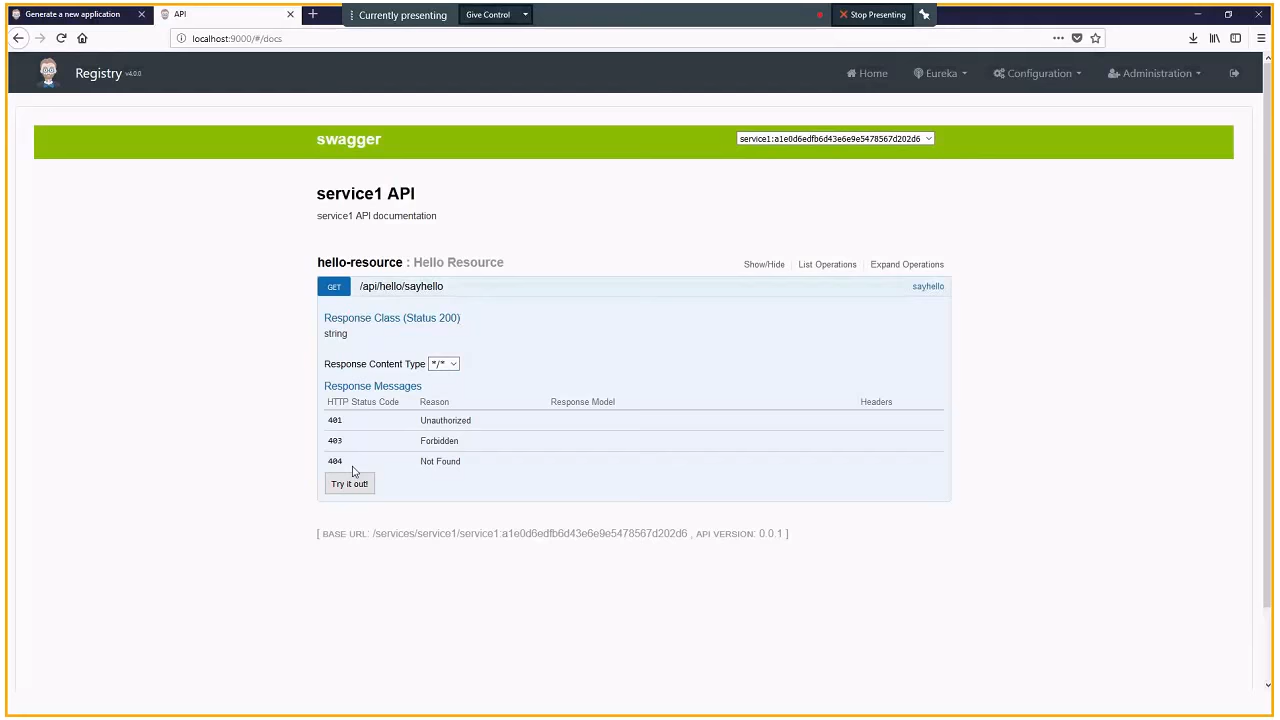 Generate a new application
API
Currently presenting
Give Control
Stop Presenting
localhost:9000/#/docs
Registry v4.0.0
Home
Eureka
Configuration
Administration
swagger
service1:a1e0d6edfb6d43e6e9e5478567d202d6
service1 API
service1 API documentation
hello-resource : Hello Resource
Show/Hide
List Operations
Expand Operations
GET /api/hello/sayhello sayhello
Response Class (Status 200)
string
Response Content Type */*
Response Messages
HTTP Status Code Reason Response Model Headers
401 Unauthorized
403 Forbidden
404 Not Found
Try it out!
[ BASE URL: /services/service1/service1:a1e0d6edfb6d43e6e9e5478567d202d6 , API VERSION: 0.0.1 ]